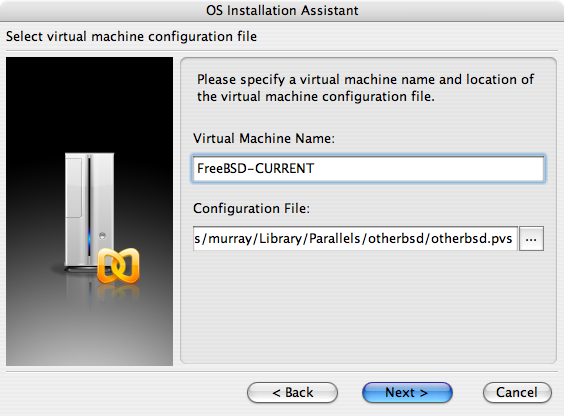 OS Installation Assistant
Select virtual machine configuration file
Please specify a virtual machine name and location of
the virtual machine configuration file.
Virtual Machine Name:
FreeBSD-CURRENT
Configuration File:
s/murray/Library/Parallels/otherbsd/otherbsd.pvs
...
< Back
Next >
Cancel